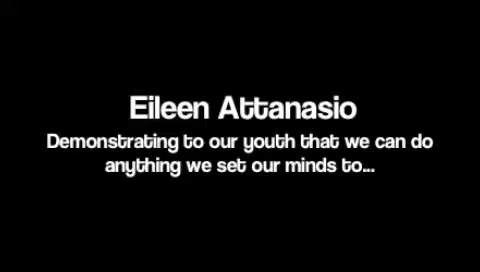 Eileen Attanasio
Demonstrating to our youth that we can do
anything we set our minds to...